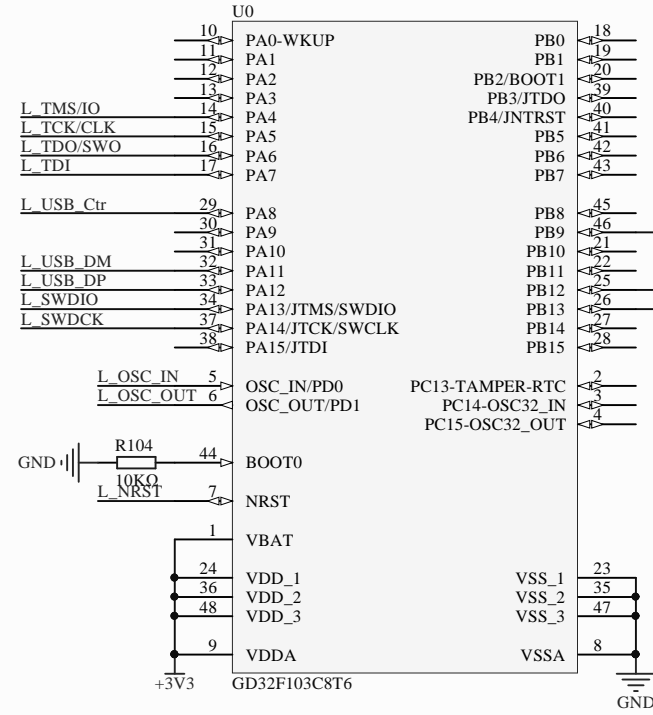 U0
10 PA0-WKUP PB0 18
11 PA1 PB1 19
12 PA2 PB2/BOOT1 20
13 PA3 PB3/JTDO 39
L_TMS/IO 14 PA4 PB4/JNTRST 40
L_TCK/CLK 15 PA5 PB5 41
L_TDO/SWO 16 PA6 PB6 42
L_TDI 17 PA7 PB7 43
L_USB_Ctr 29 PA8 PB8 45
30 PA9 PB9 46
31 PA10 PB10 21
L_USB_DM 32 PA11 PB11 22
L_USB_DP 33 PA12 PB12 25
L_SWDIO 34 PA13/JTMS/SWDIO PB13 26
L_SWDCK 37 PA14/JTCK/SWCLK PB14 27
38 PA15/JTDI PB15 28
L_OSC_IN 5 OSC_IN/PD0 PC13-TAMPER-RTC 2
L_OSC_OUT 6 OSC_OUT/PD1 PC14-OSC32_IN 3
PC15-OSC32_OUT 4
R104
GND 44 BOOT0
10KΩ
L_NRST 7 NRST
1 VBAT
24 VDD_1 VSS_1 23
36 VDD_2 VSS_2 35
48 VDD_3 VSS_3 47
9 VDDA VSSA 8
+3V3 GD32F103C8T6
GND